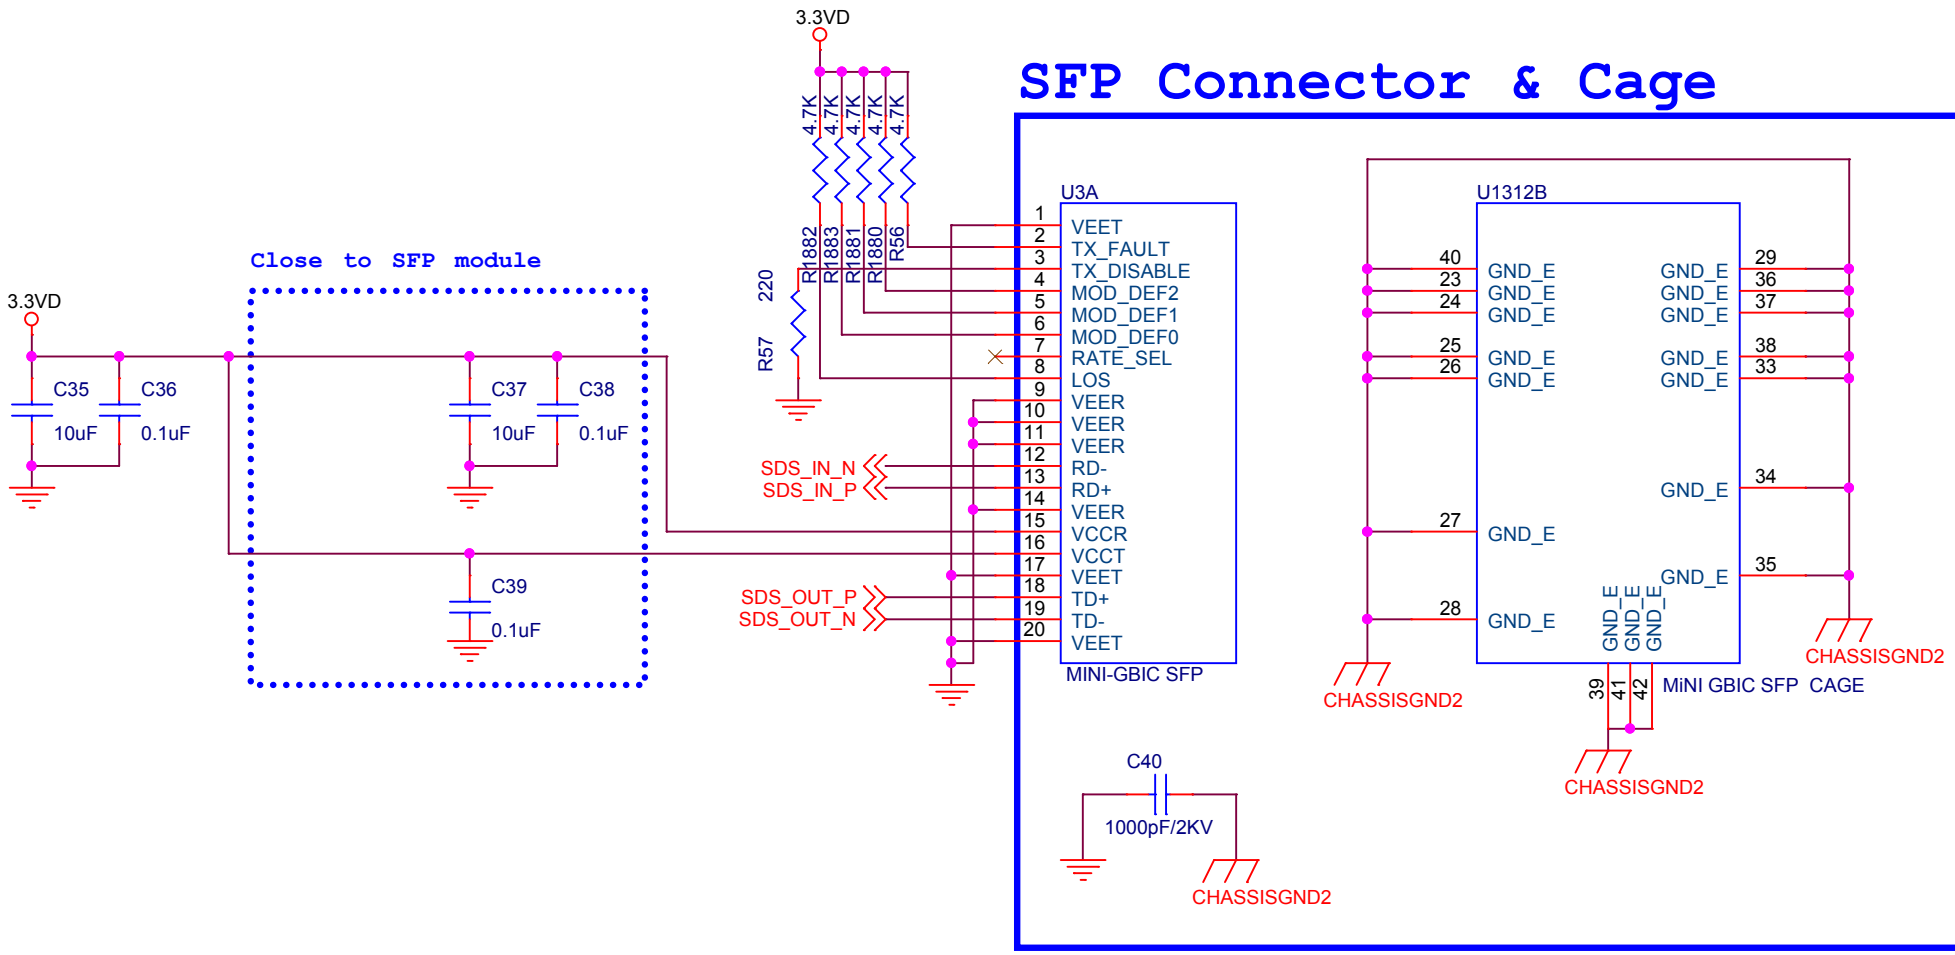 3.3VD
SFP Connector & Cage
4.7K
4.7K
4.7K
4.7K
4.7K
R1882
R1883
R1881
R1880
R56
220
R57
Close to SFP module
3.3VD
C35
10uF
C36
0.1uF
C37
10uF
C38
0.1uF
C39
0.1uF
SDS_IN_N
SDS_IN_P
SDS_OUT_P
SDS_OUT_N
U3A
1 VEET
2 TX_FAULT
3 TX_DISABLE
4 MOD_DEF2
5 MOD_DEF1
6 MOD_DEF0
7 RATE_SEL
8 LOS
9 VEER
10 VEER
11 VEER
12 RD-
13 RD+
14 VEER
15 VCCR
16 VCCT
17 VEET
18 TD+
19 TD-
20 VEET
MINI-GBIC SFP
U1312B
40 GND_E GND_E 29
23 GND_E GND_E 36
24 GND_E GND_E 37
25 GND_E GND_E 38
26 GND_E GND_E 33
GND_E 34
27 GND_E
GND_E 35
28 GND_E
GND_E
GND_E
GND_E
39
41
42
MiNI GBIC SFP CAGE
CHASSISGND2
CHASSISGND2
CHASSISGND2
C40
1000pF/2KV
CHASSISGND2